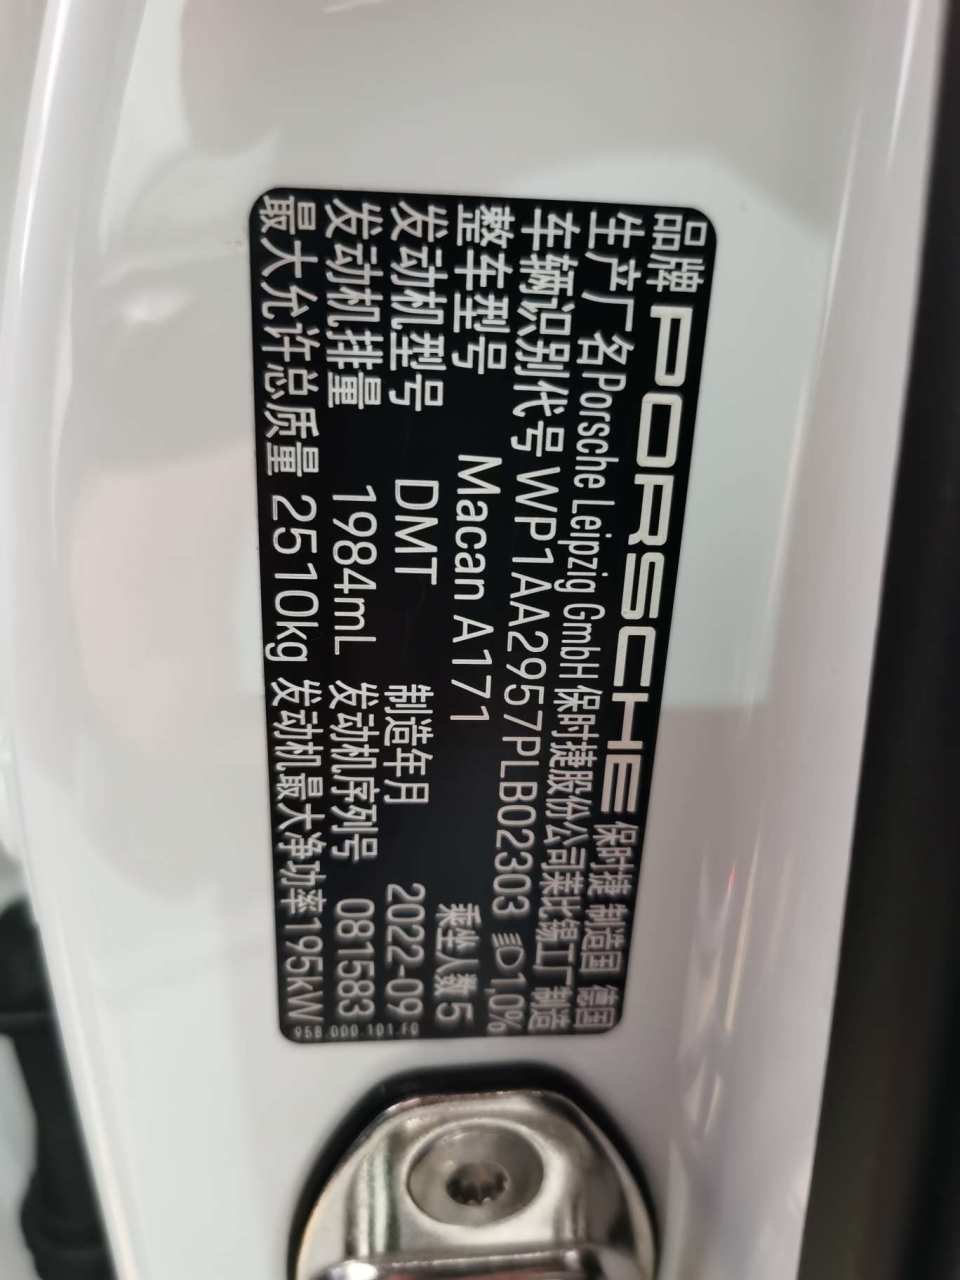 品牌 PORSCHE 保时捷 制造国 德国
生产厂名Porsche Leipzig GmbH 保时捷股份公司莱比锡工厂制造
车辆识别代号 WP1AA2957PLB02303 1,0%
整车型号 Macan A171 乘坐人数 5
发动机型号 DMT 制造年月 2022-09
发动机排量 1984mL 发动机序列号 081583
最大允许总质量 2510kg 发动机最大净功率195kW
95B.000.101.FG